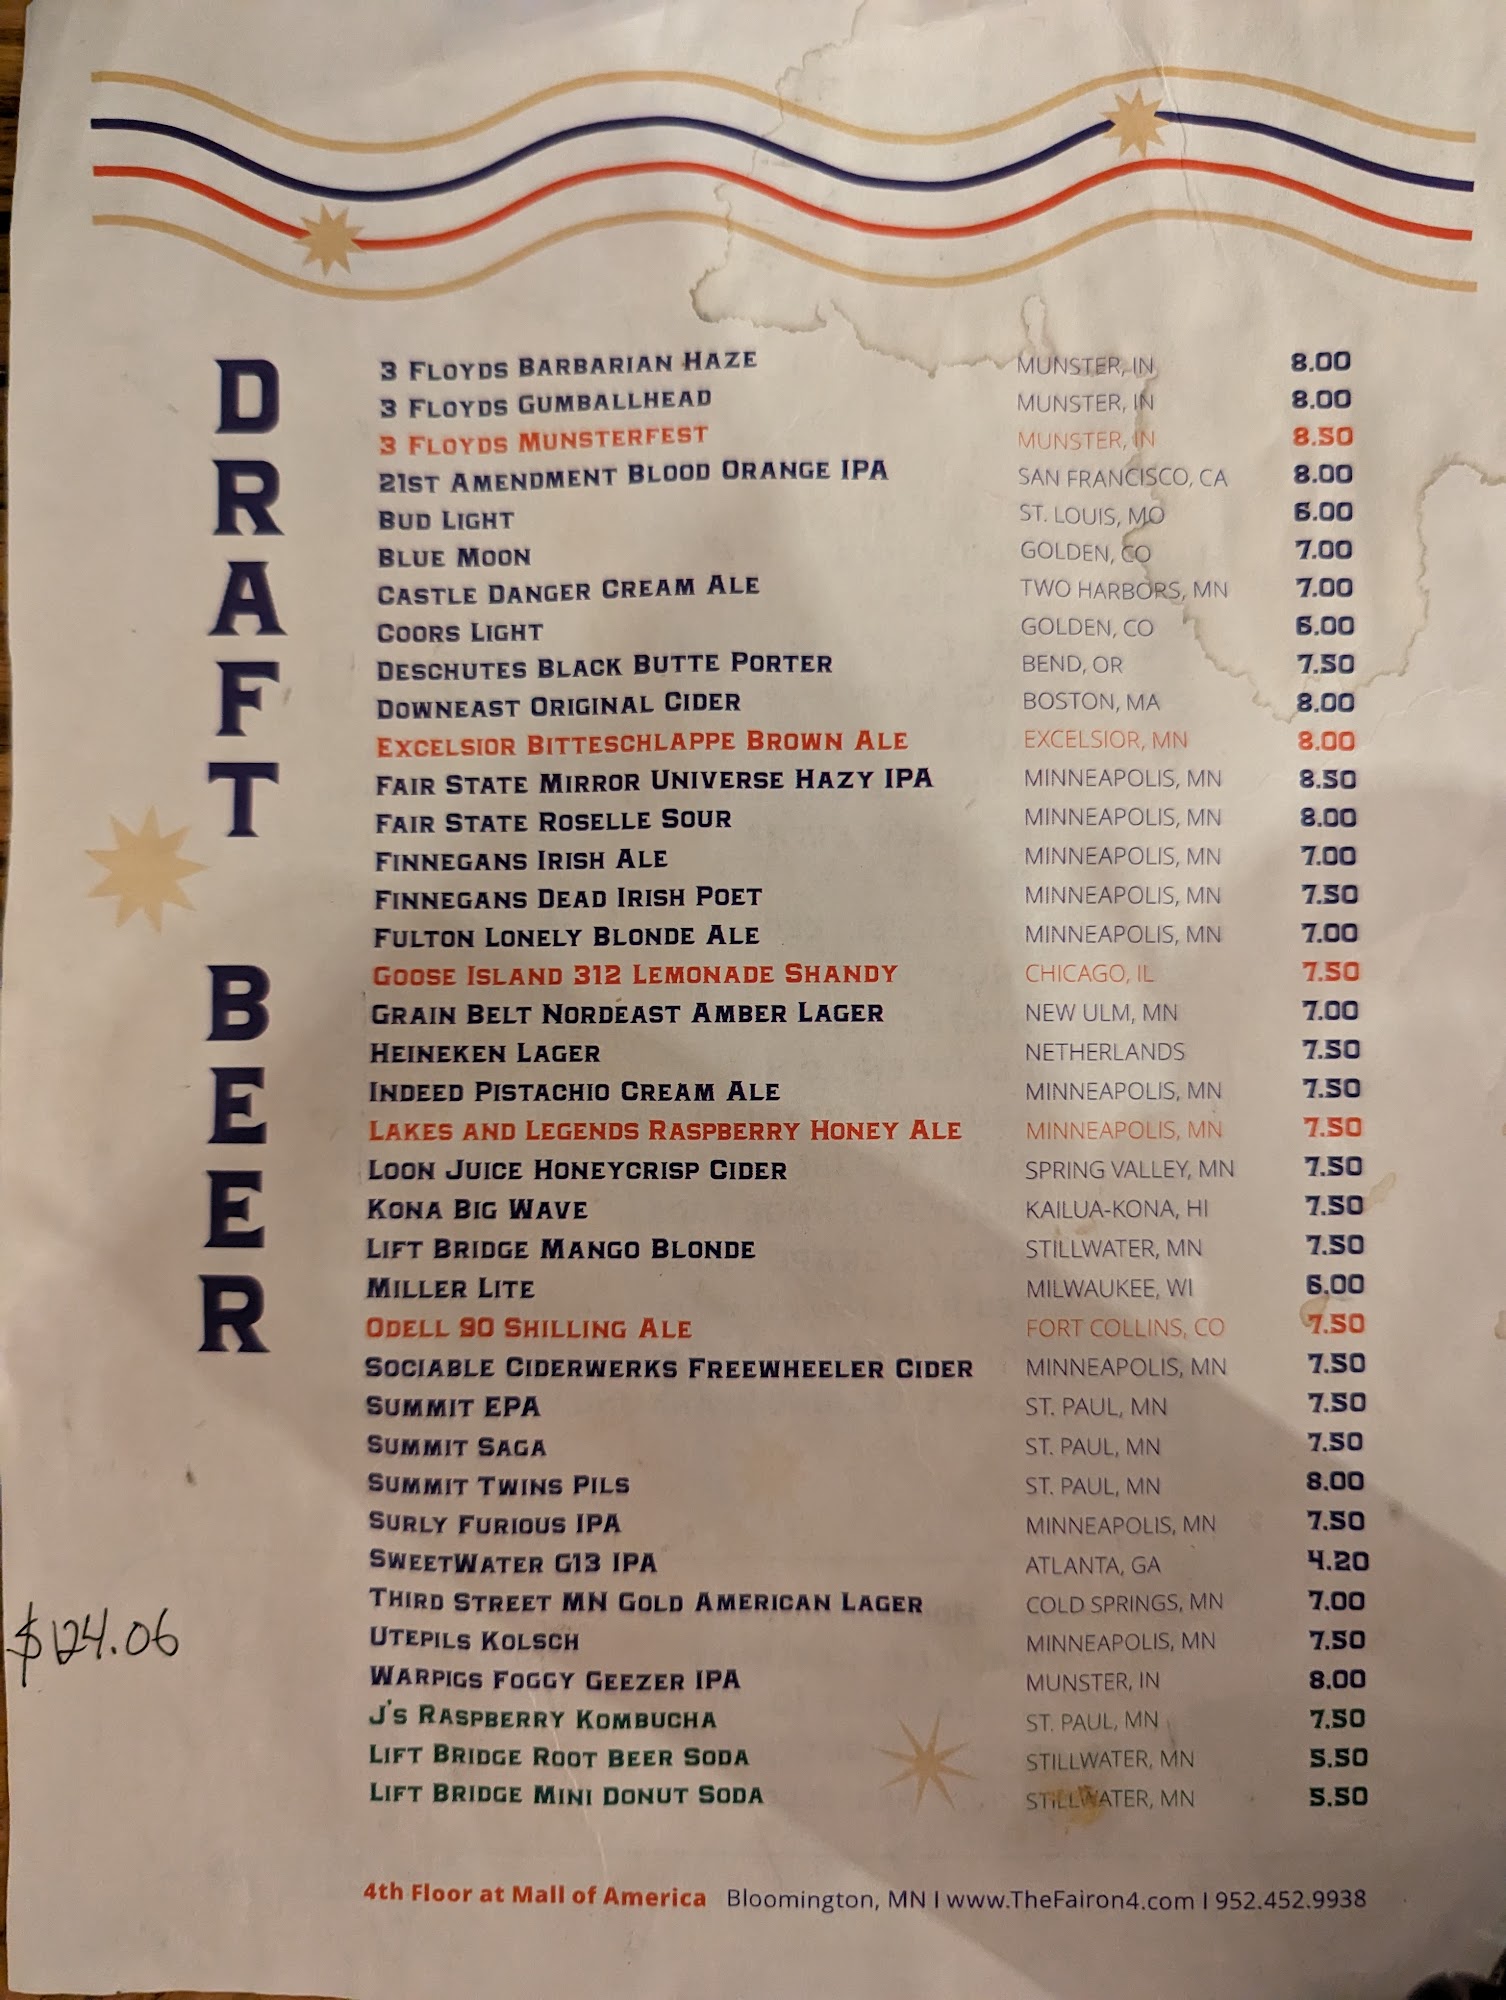 DRAFT BEER
3 Floyds Barbarian Haze MUNSTER, IN 8.00
3 Floyds Gumballhead MUNSTER, IN 8.00
3 Floyds Munsterfest MUNSTER, IN 8.50
21st Amendment Blood Orange IPA SAN FRANCISCO, CA 8.00
Bud Light ST. LOUIS, MO 6.00
Blue Moon GOLDEN, CO 7.00
Castle Danger Cream Ale TWO HARBORS, MN 7.00
Coors Light GOLDEN, CO 6.00
Deschutes Black Butte Porter BEND, OR 7.50
Downeast Original Cider BOSTON, MA 8.00
Excelsior Bitteschlappe Brown Ale EXCELSIOR, MN 8.00
Fair State Mirror Universe Hazy IPA MINNEAPOLIS, MN 8.50
Fair State Roselle Sour MINNEAPOLIS, MN 8.00
Finnegans Irish Ale MINNEAPOLIS, MN 7.00
Finnegans Dead Irish Poet MINNEAPOLIS, MN 7.50
Fulton Lonely Blonde Ale MINNEAPOLIS, MN 7.00
Goose Island 312 Lemonade Shandy CHICAGO, IL 7.50
Grain Belt Nordeast Amber Lager NEW ULM, MN 7.00
Heineken Lager NETHERLANDS 7.50
Indeed Pistachio Cream Ale MINNEAPOLIS, MN 7.50
Lakes and Legends Raspberry Honey Ale MINNEAPOLIS, MN 7.50
Loon Juice Honeycrisp Cider SPRING VALLEY, MN 7.50
Kona Big Wave KAILUA-KONA, HI 7.50
Lift Bridge Mango Blonde STILLWATER, MN 7.50
Miller Lite MILWAUKEE, WI 6.00
Odell 90 Shilling Ale FORT COLLINS, CO 7.50
Sociable Ciderwerks Freewheeler Cider MINNEAPOLIS, MN 7.50
Summit EPA ST. PAUL, MN 7.50
Summit Saga ST. PAUL, MN 7.50
Summit Twins Pils ST. PAUL, MN 8.00
Surly Furious IPA MINNEAPOLIS, MN 7.50
SweetWater G13 IPA ATLANTA, GA 4.20
Third Street MN Gold American Lager COLD SPRINGS, MN 7.00
$124.06
Utepils Kolsch MINNEAPOLIS, MN 7.50
Warpigs Foggy Geezer IPA MUNSTER, IN 8.00
J's Raspberry Kombucha ST. PAUL, MN 7.50
Lift Bridge Root Beer Soda STILLWATER, MN 5.50
Lift Bridge Mini Donut Soda STILLWATER, MN 5.50
4th Floor at Mall of America Bloomington, MN | www.TheFairon4.com | 952.452.9938